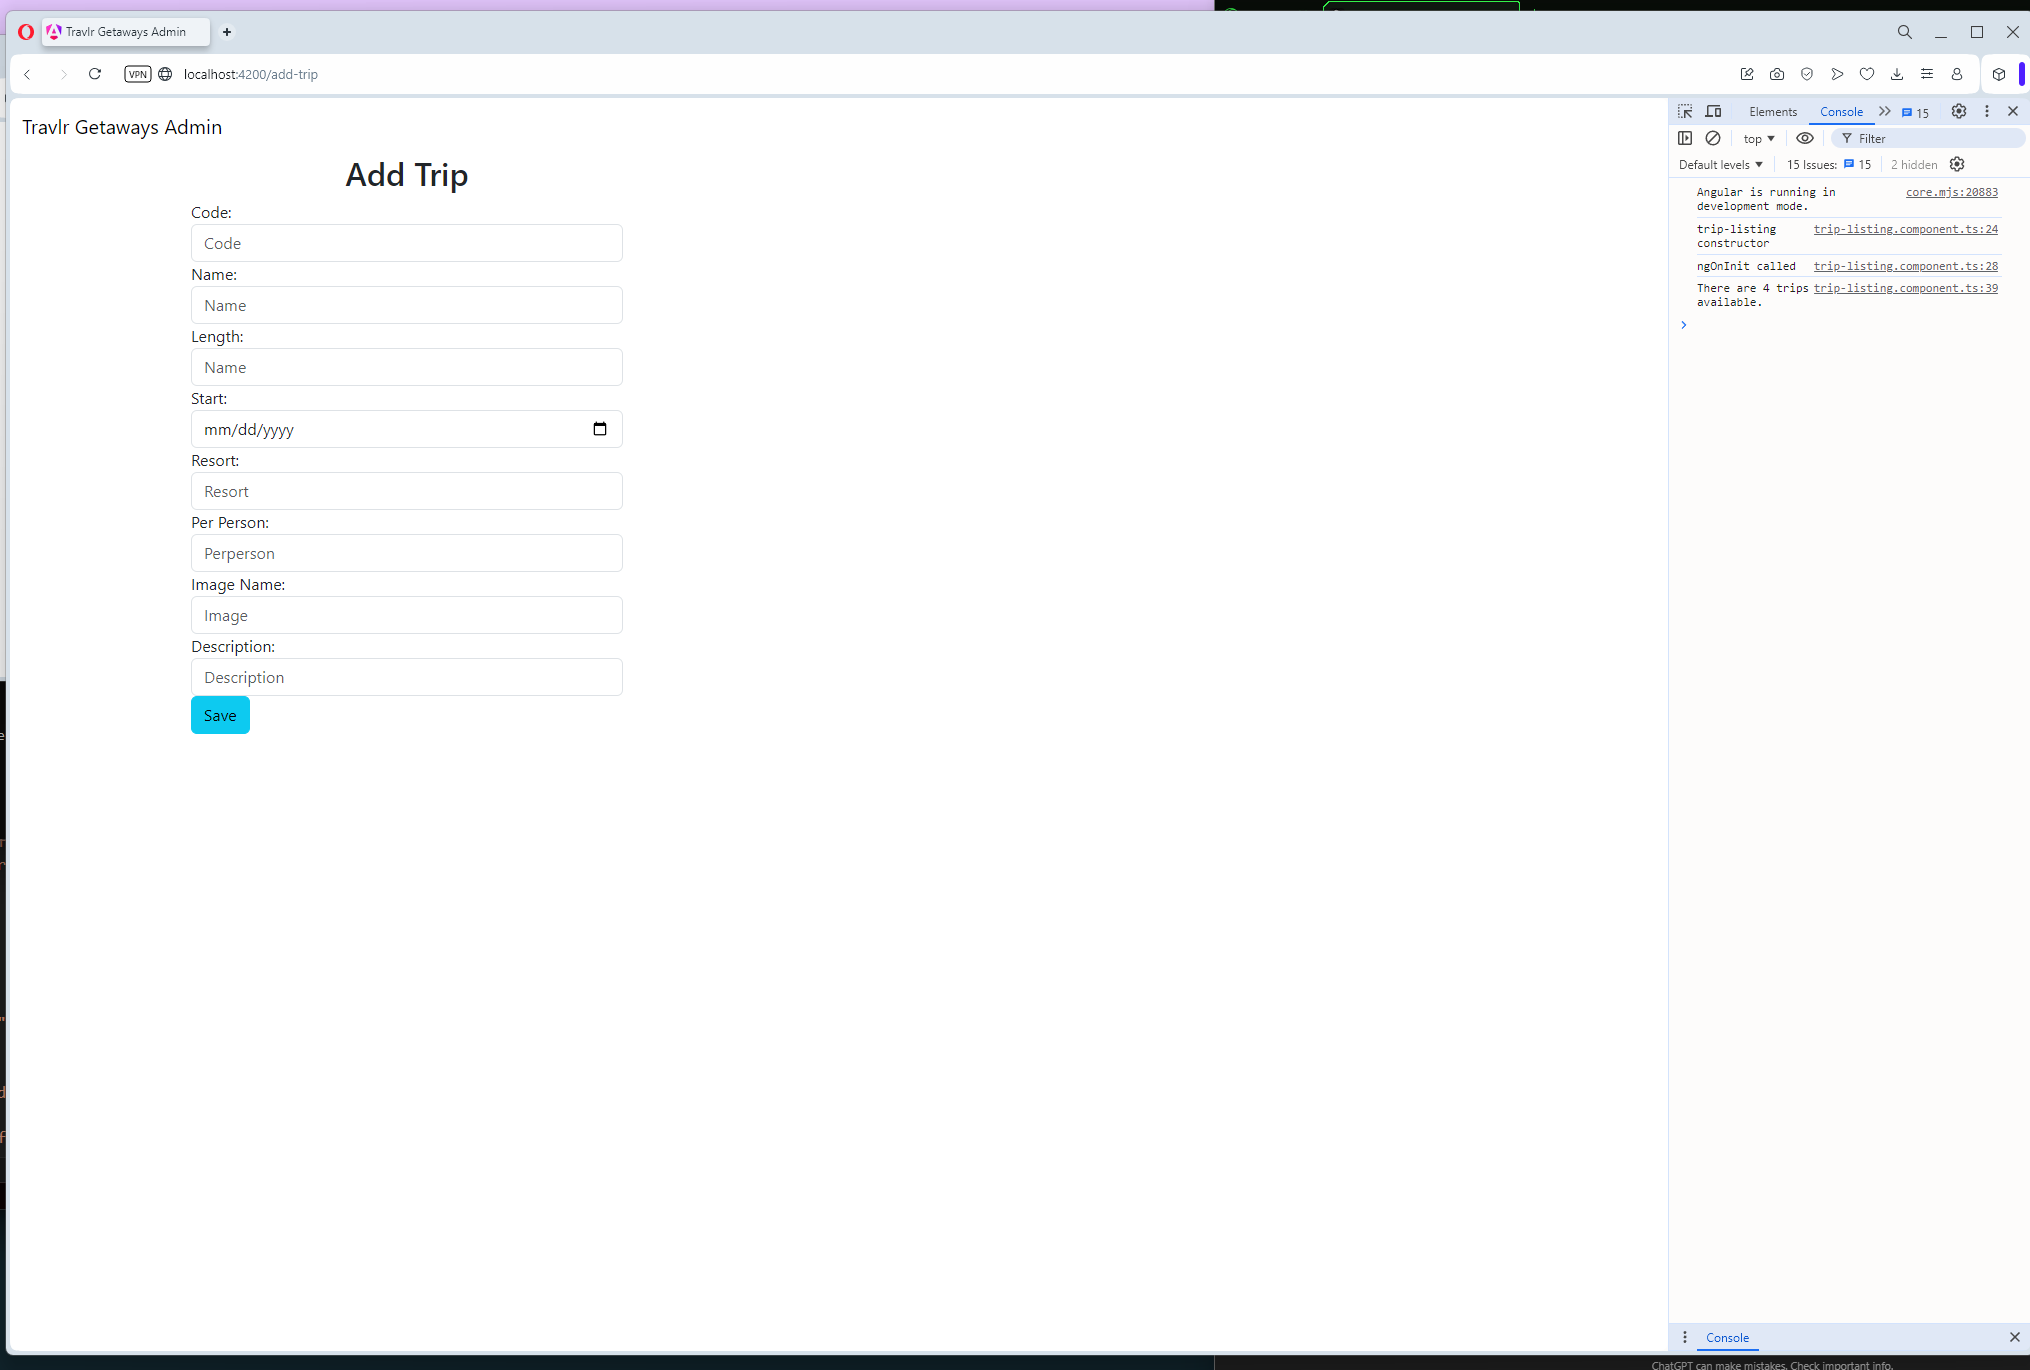 Travlr Getaways Admin
VPN
localhost:4200/add-trip
Travlr Getaways Admin
Add Trip
Code:
Code
Name:
Name
Length:
Name
Start:
mm/dd/yyyy
Resort:
Resort
Per Person:
Perperson
Image Name:
Image
Description:
Description
Save
Elements
Console
15
top
Filter
Default levels
15 Issues:
15
2 hidden
Angular is running in development mode.
core.mjs:20883
trip-listing constructor
trip-listing.component.ts:24
ngOnInit called
trip-listing.component.ts:28
There are 4 trips available.
trip-listing.component.ts:39
Console
ChatGPT can make mistakes. Check important info.